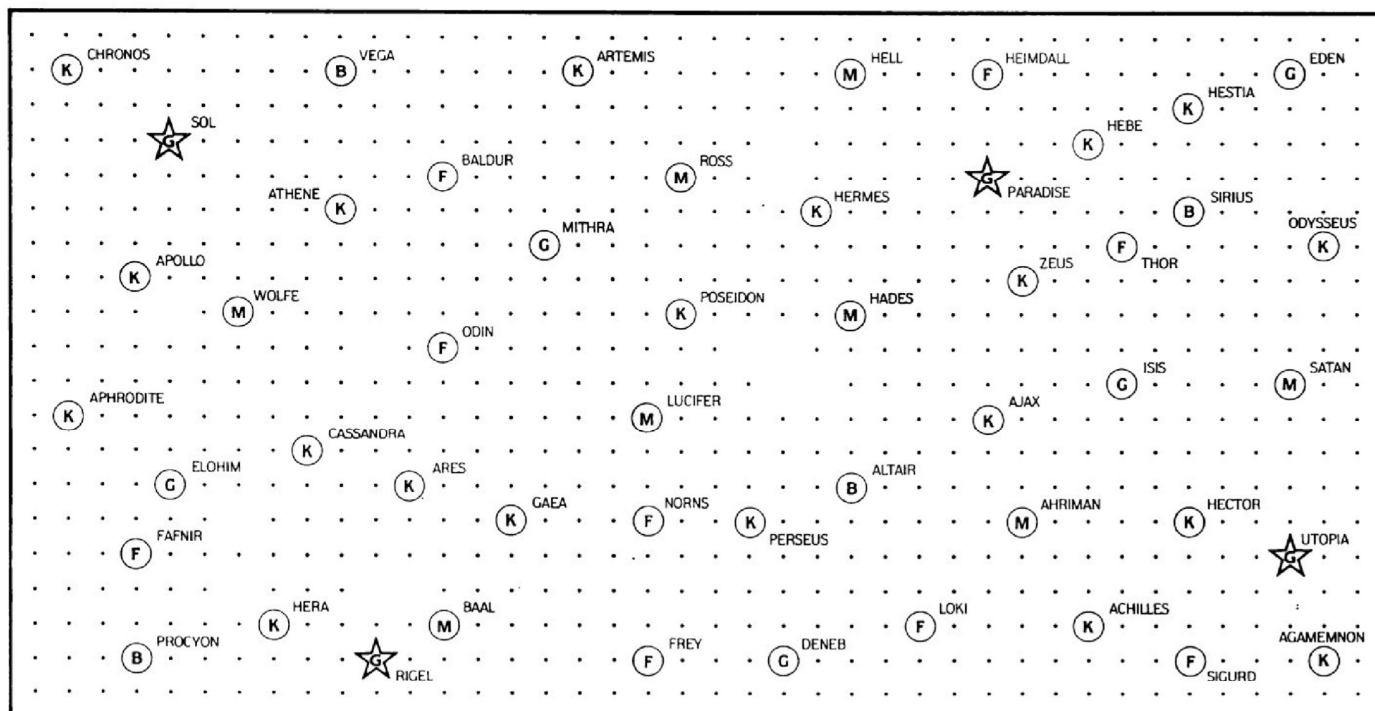 CHRONOS
K
VEGA
B
ARTEMIS
K
HELL
M
HEIMDALL
F
EDEN
G
HESTIA
K
SOL
G
HEBE
K
BALDUR
F
ROSS
M
PARADISE
G
ATHENE
K
HERMES
K
SIRIUS
B
MITHRA
G
THOR
F
ODYSSEUS
K
APOLLO
K
ZEUS
K
WOLFE
M
POSEIDON
K
HADES
M
ODIN
F
ISIS
G
SATAN
M
APHRODITE
K
LUCIFER
M
AJAX
K
CASSANDRA
K
ELOHIM
G
ARES
K
ALTAIR
B
GAEA
K
NORNS
F
PERSEUS
K
AHRIMAN
M
HECTOR
K
FAFNIR
F
UTOPIA
G
HERA
K
BAAL
M
LOKI
F
ACHILLES
K
PROCYON
B
RIGEL
G
FREY
F
DENEB
G
SIGURD
F
AGAMEMNON
K